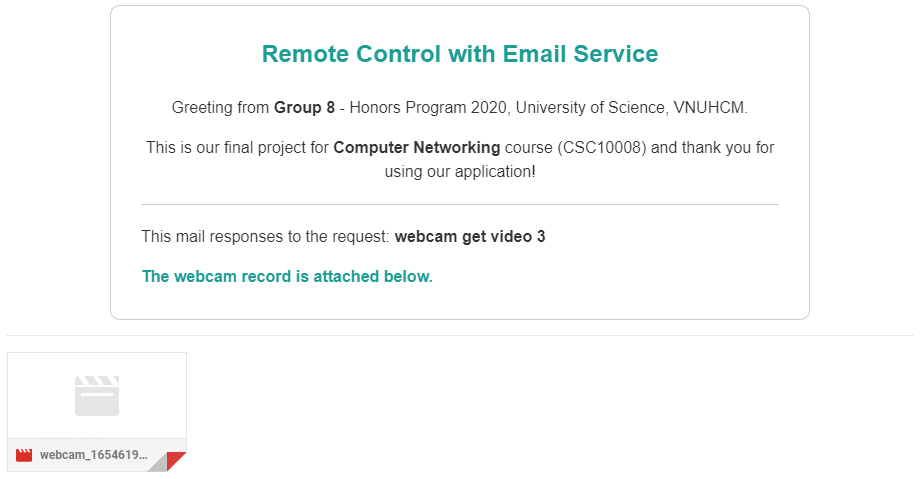 Remote Control with Email Service
Greeting from Group 8 - Honors Program 2020, University of Science, VNUHCM.
This is our final project for Computer Networking course (CSC10008) and thank you for
using our application!
This mail responses to the request: webcam get video 3
The webcam record is attached below.
webcam_1654619...